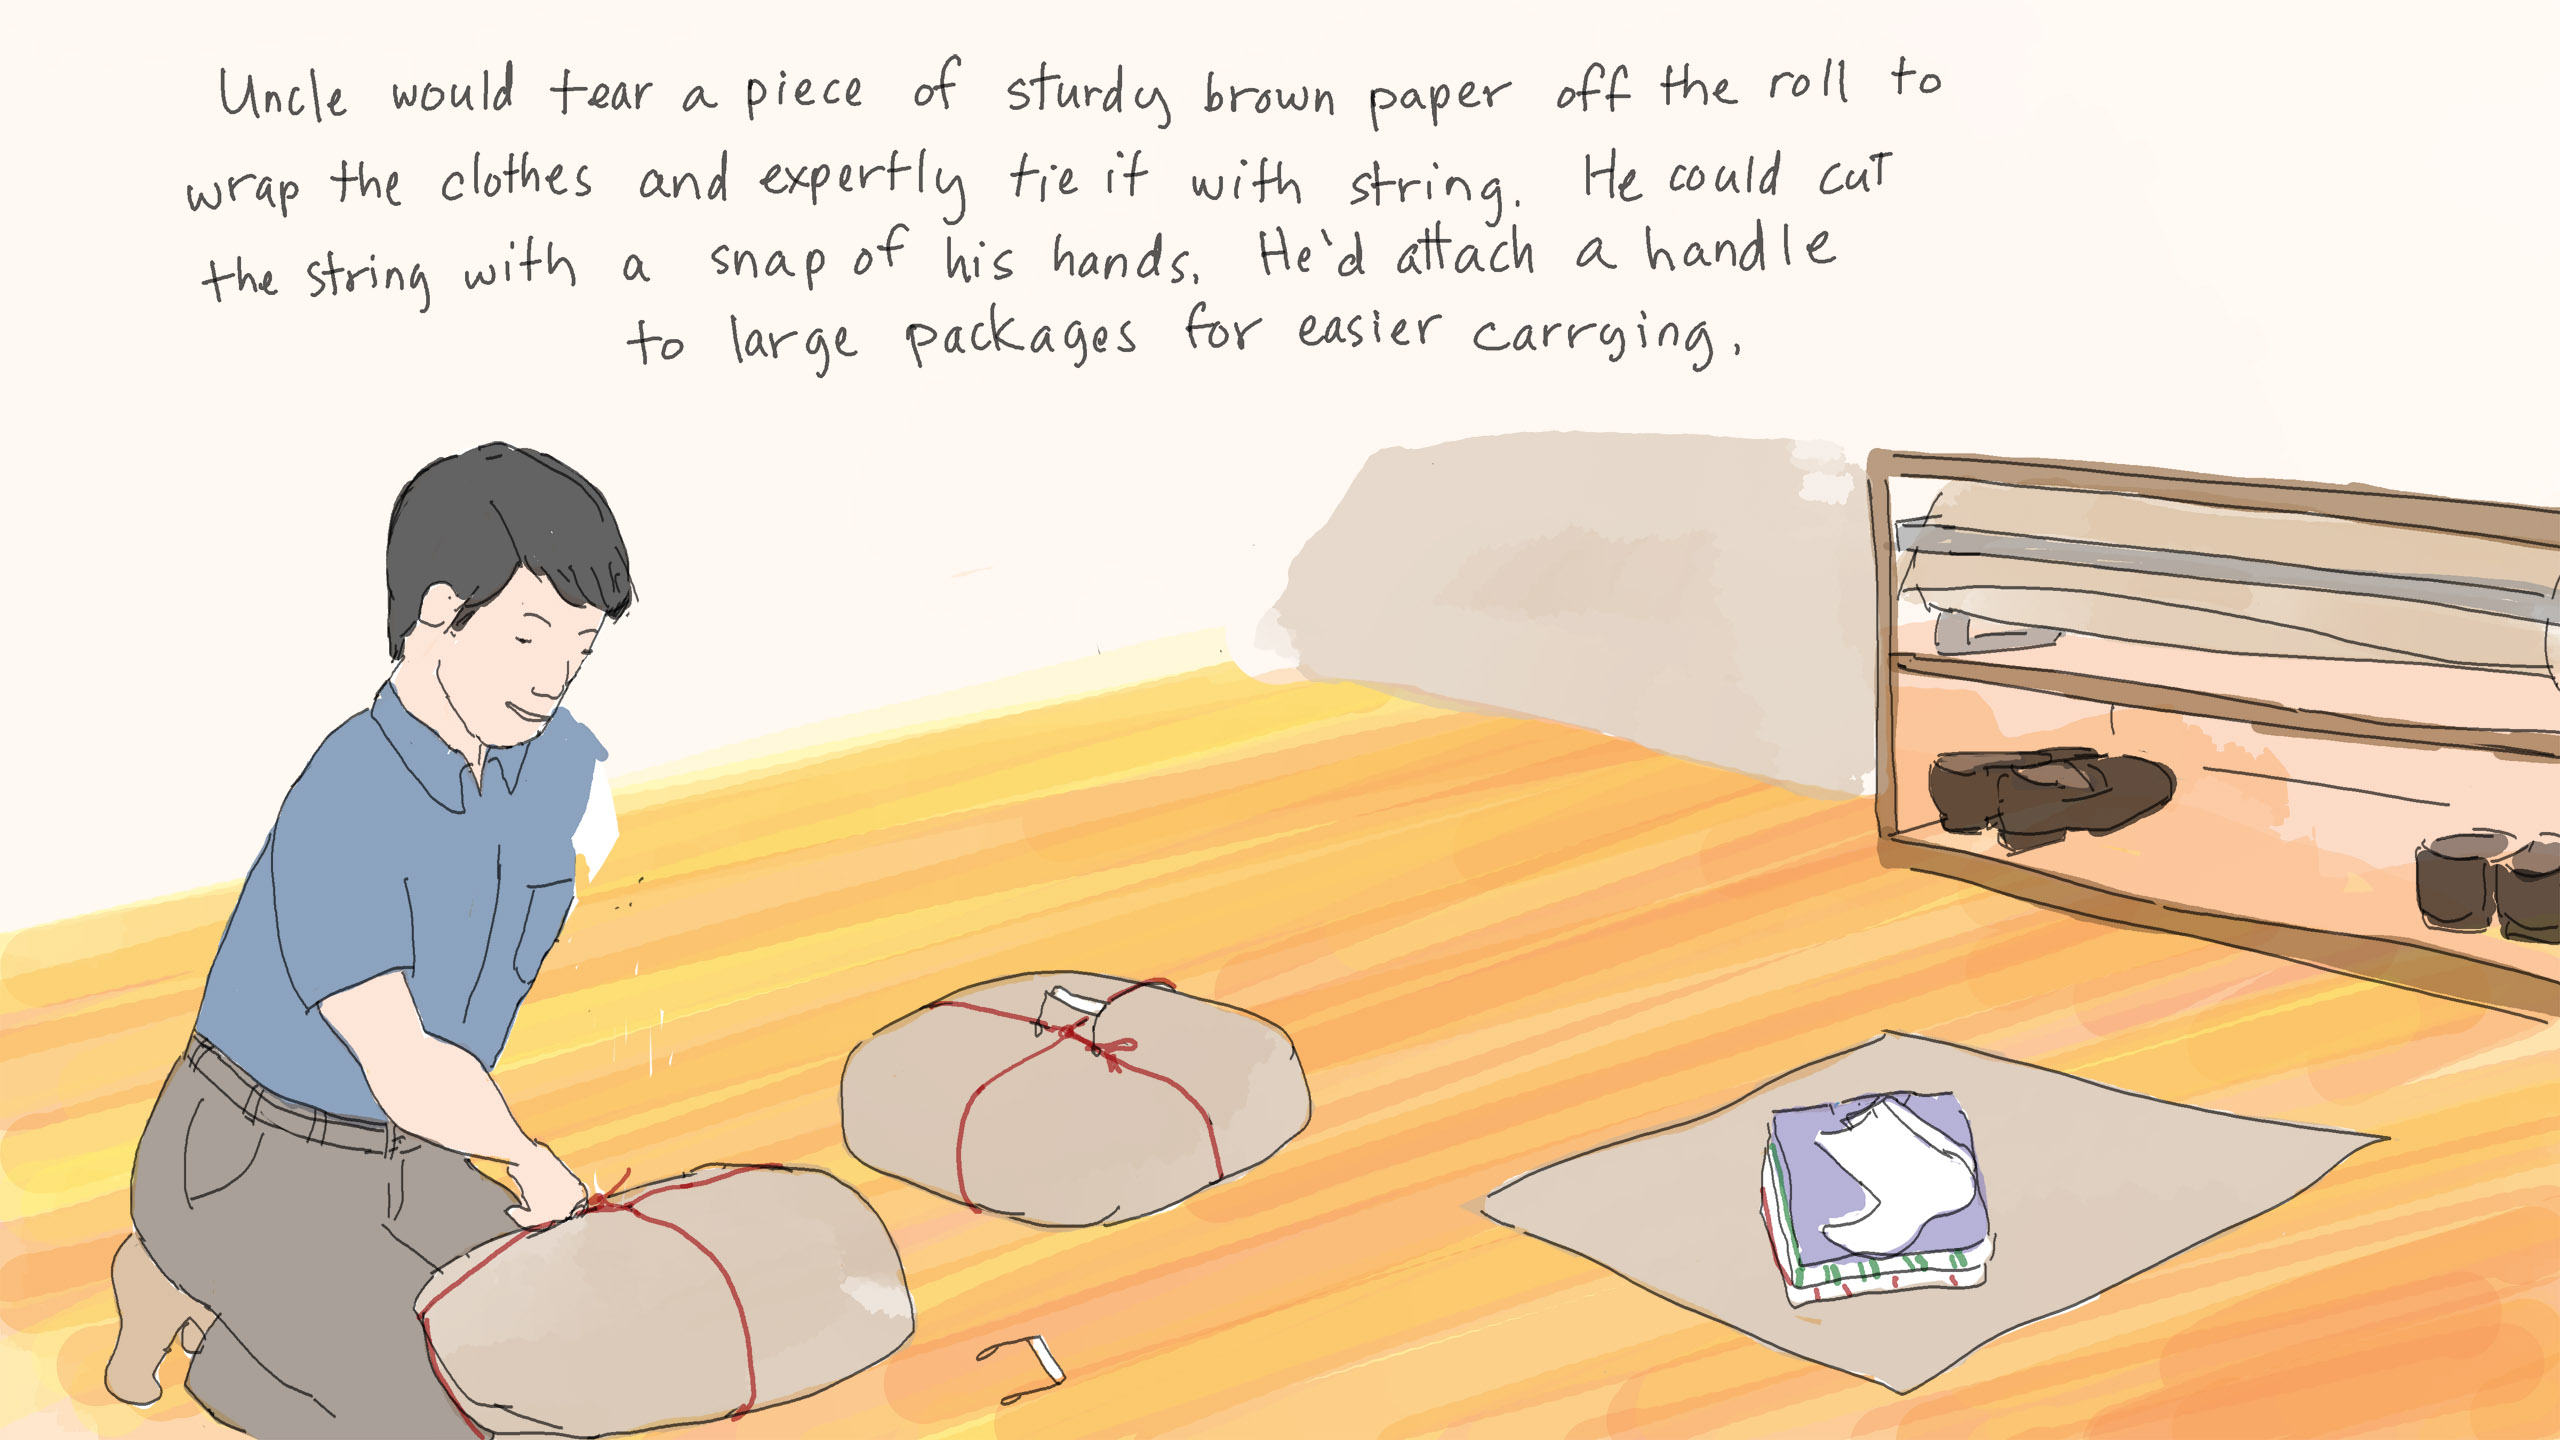 Uncle would tear a piece of sturdy brown paper off the roll to
wrap the clothes and expertly tie it with string. He could cut
the string with a snap of his hands. He'd attach a handle
to large packages for easier carrying.